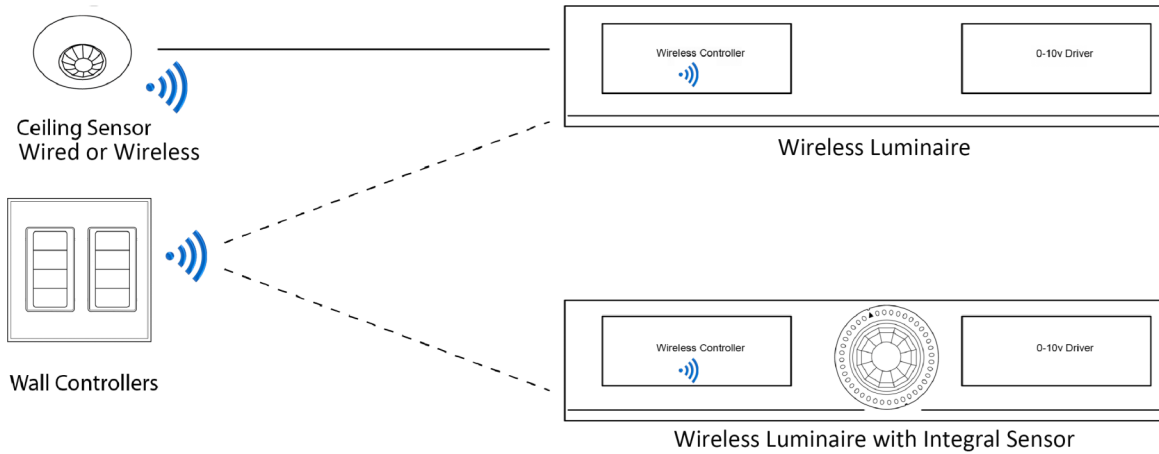 Wireless Controller
0-10v Driver
Ceiling Sensor
Wired or Wireless
Wireless Luminaire
Wireless Controller
0-10v Driver
Wall Controllers
Wireless Luminaire with Integral Sensor